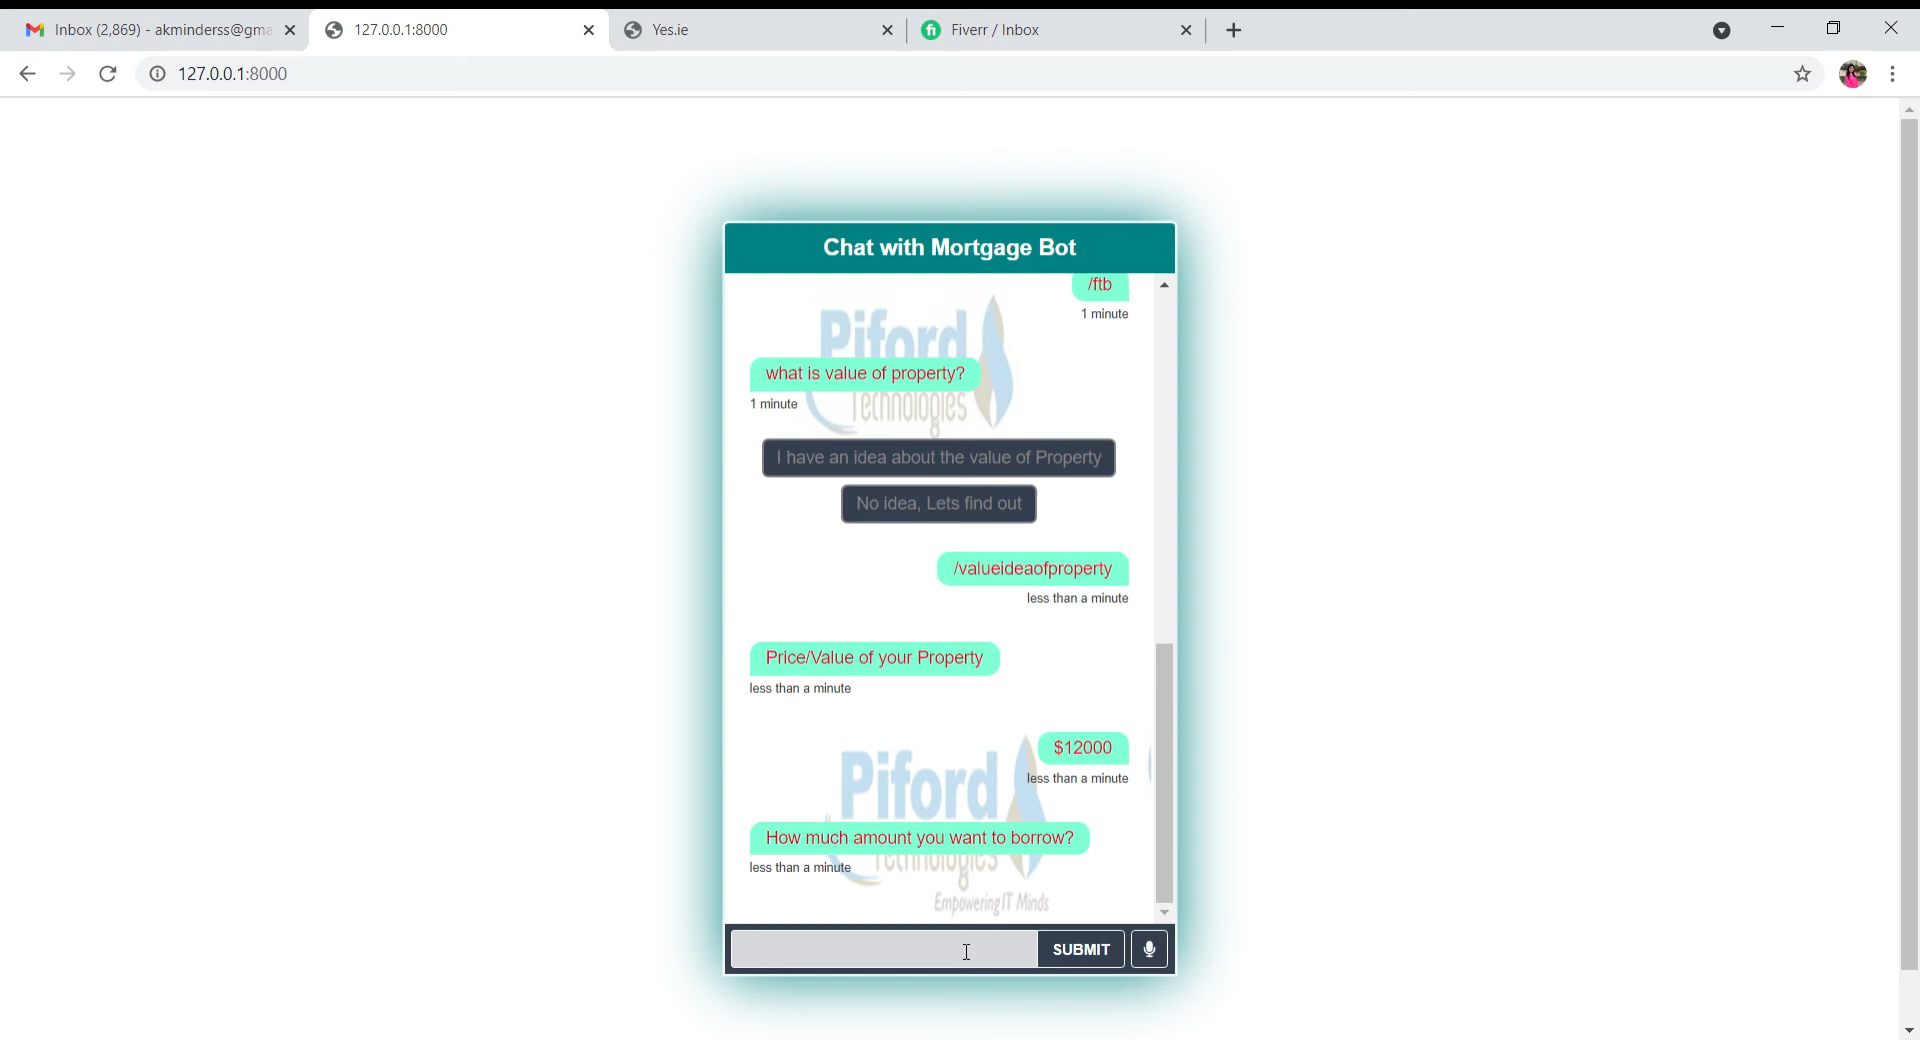 Inbox (2,869) - akminderss@gma
127.0.0.1:8000
Yes.ie
Fiverr / Inbox
127.0.0.1:8000
Chat with Mortgage Bot
/ftb
1 minute
Piford
what is value of property?
Technologies
1 minute
I have an idea about the value of Property
No idea, Lets find out
/valueideaofproperty
less than a minute
Price/Value of your Property
less than a minute
$12000
less than a minute
Piford
How much amount you want to borrow?
Technologies
less than a minute
Empowering IT Minds
SUBMIT